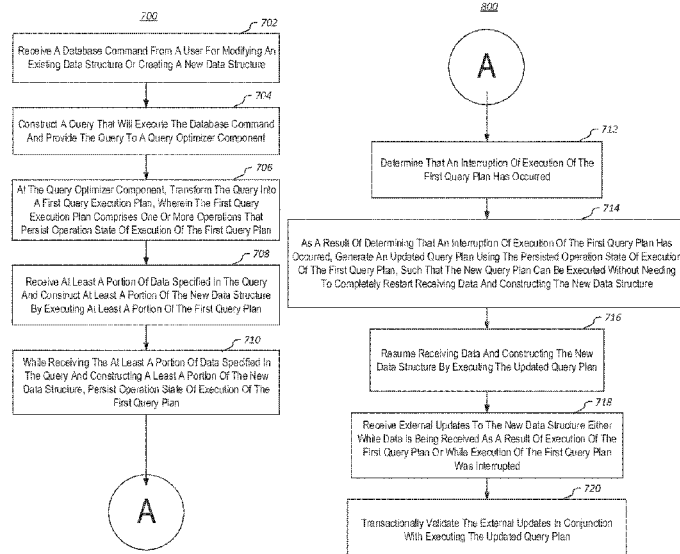 700
702
Receive A Database Command From A User For Modifying An
Existing Data Structure Or Creating A New Data Structure
704
Construct A Query That Will Execute The Database Command
And Provide The Query To A Query Optimizer Component
706
At The Query Optimizer Component, Transform The Query Into
A First Query Execution Plan, Wherein The First Query
Execution Plan Comprises One Or More Operations That
Persist Operation State Of Execution Of The First Query Plan
708
Receive At Least A Portion Of Data Specified In The Query
And Construct At Least A Portion Of The New Data Structure
By Executing At Least A Portion Of The First Query Plan
710
While Receiving The At Least A Portion Of Data Specified In
The Query And Constructing A Least A Portion Of The New
Data Structure, Persist Operation State Of Execution Of The
First Query Plan
A
800
A
712
Determine That An Interruption Of Execution Of The
First Query Plan Has Occurred
714
As A Result Of Determining That An Interruption Of Execution Of The First Query Plan Has
Occurred, Generate An Updated Query Plan Using The Persisted Operation State Of Execution
Of The First Query Plan, Such That The New Query Plan Can Be Executed Without Needing
To Completely Restart Receiving Data And Constructing The New Data Structure
716
Resume Receiving Data And Constructing The New
Data Structure By Executing The Updated Query Plan
718
Receive External Updates To The New Data Structure Either
While Data Is Being Received As A Result Of Execution Of The
First Query Plan Or While Execution Of The First Query Plan
Was Interrupted
720
Transactionally Validate The External Updates In Conjunction
With Executing The Updated Query Plan